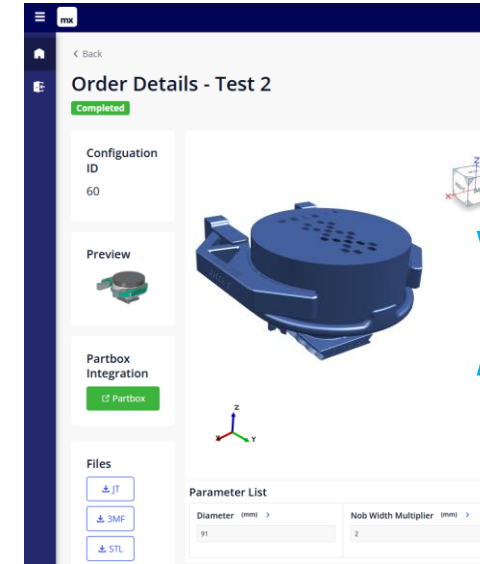 mx
Back
Order Details - Test 2
Completed
Configuation
ID
60
Preview
Partbox
Integration
Partbox
Files
JT
3MF
STL
Z
X
Z
X
Y
Parameter List
Diameter (mm)
Nob Width Multiplier (mm)
91
2